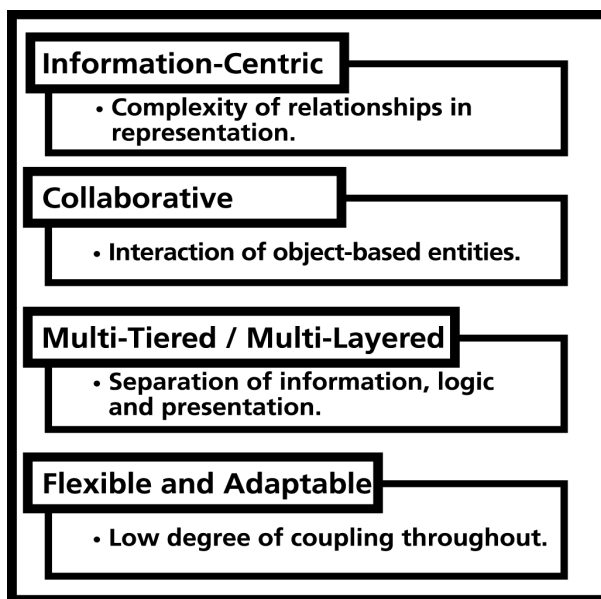 Information-Centric
• Complexity of relationships in
representation.
Collaborative
• Interaction of object-based entities.
Multi-Tiered / Multi-Layered
• Separation of information, logic
and presentation.
Flexible and Adaptable
• Low degree of coupling throughout.